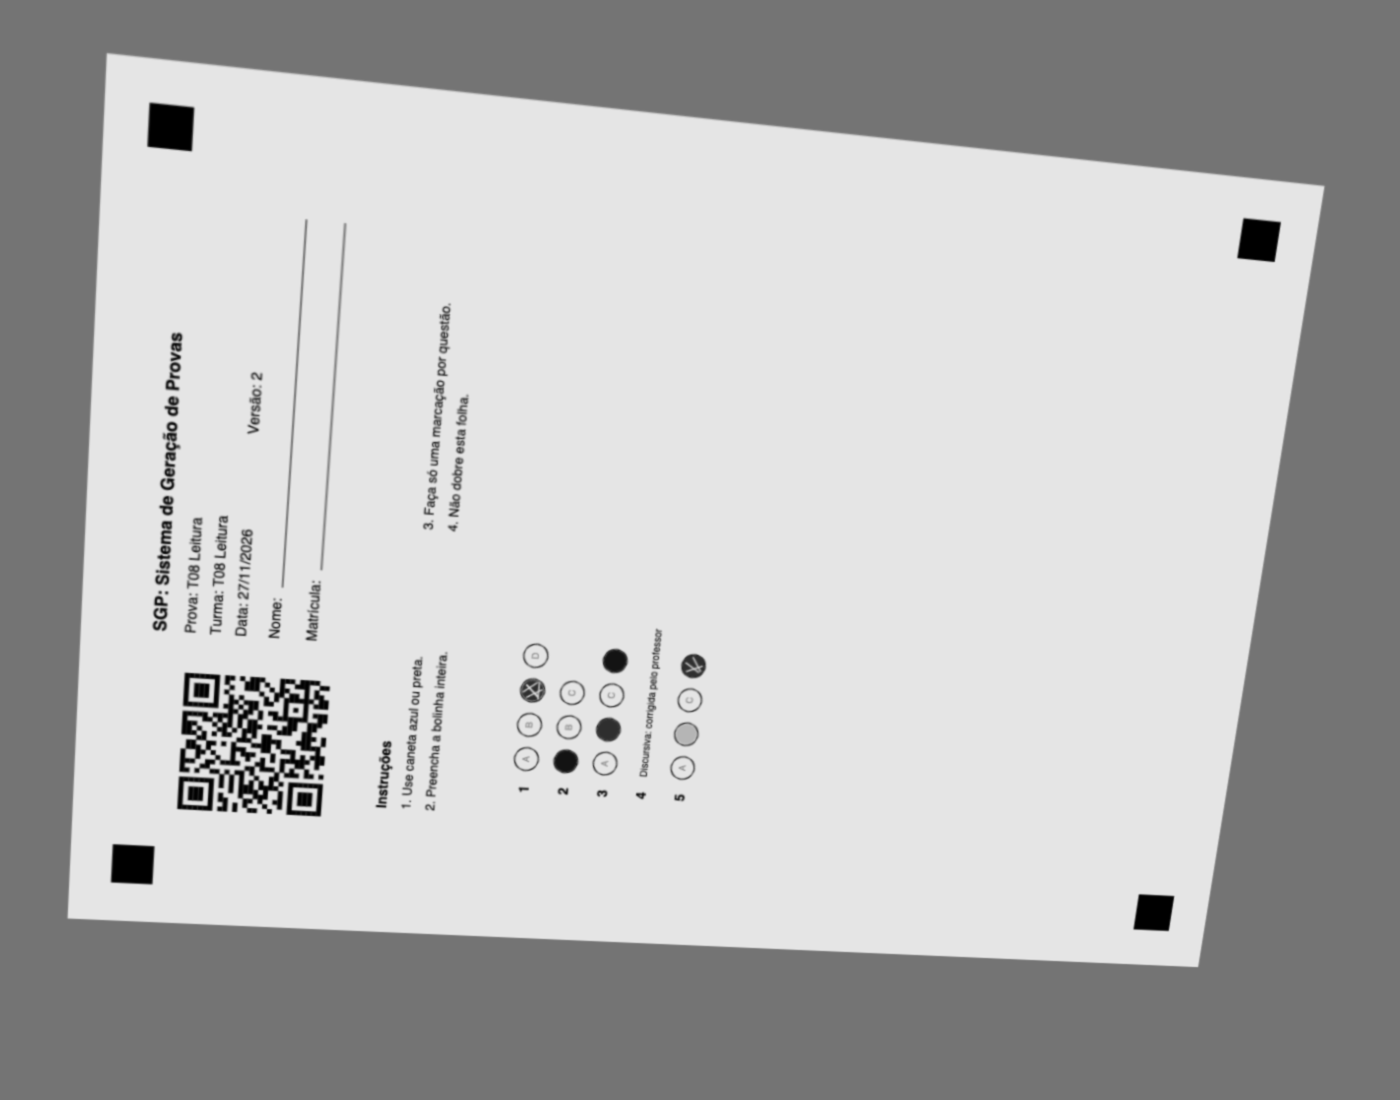 SGP: Sistema de Geração de Provas
Prova: T08 Leitura
Turma: T08 Leitura
Data: 27/11/2026 Versão: 2
Nome:
Matrícula:
Instruções
1. Use caneta azul ou preta.
2. Preencha a bolinha inteira.
3. Faça só uma marcação por questão.
4. Não dobre esta folha.
1 A B D
2 B C
3 A C
4 Discursiva: corrigida pelo professor
5 A C